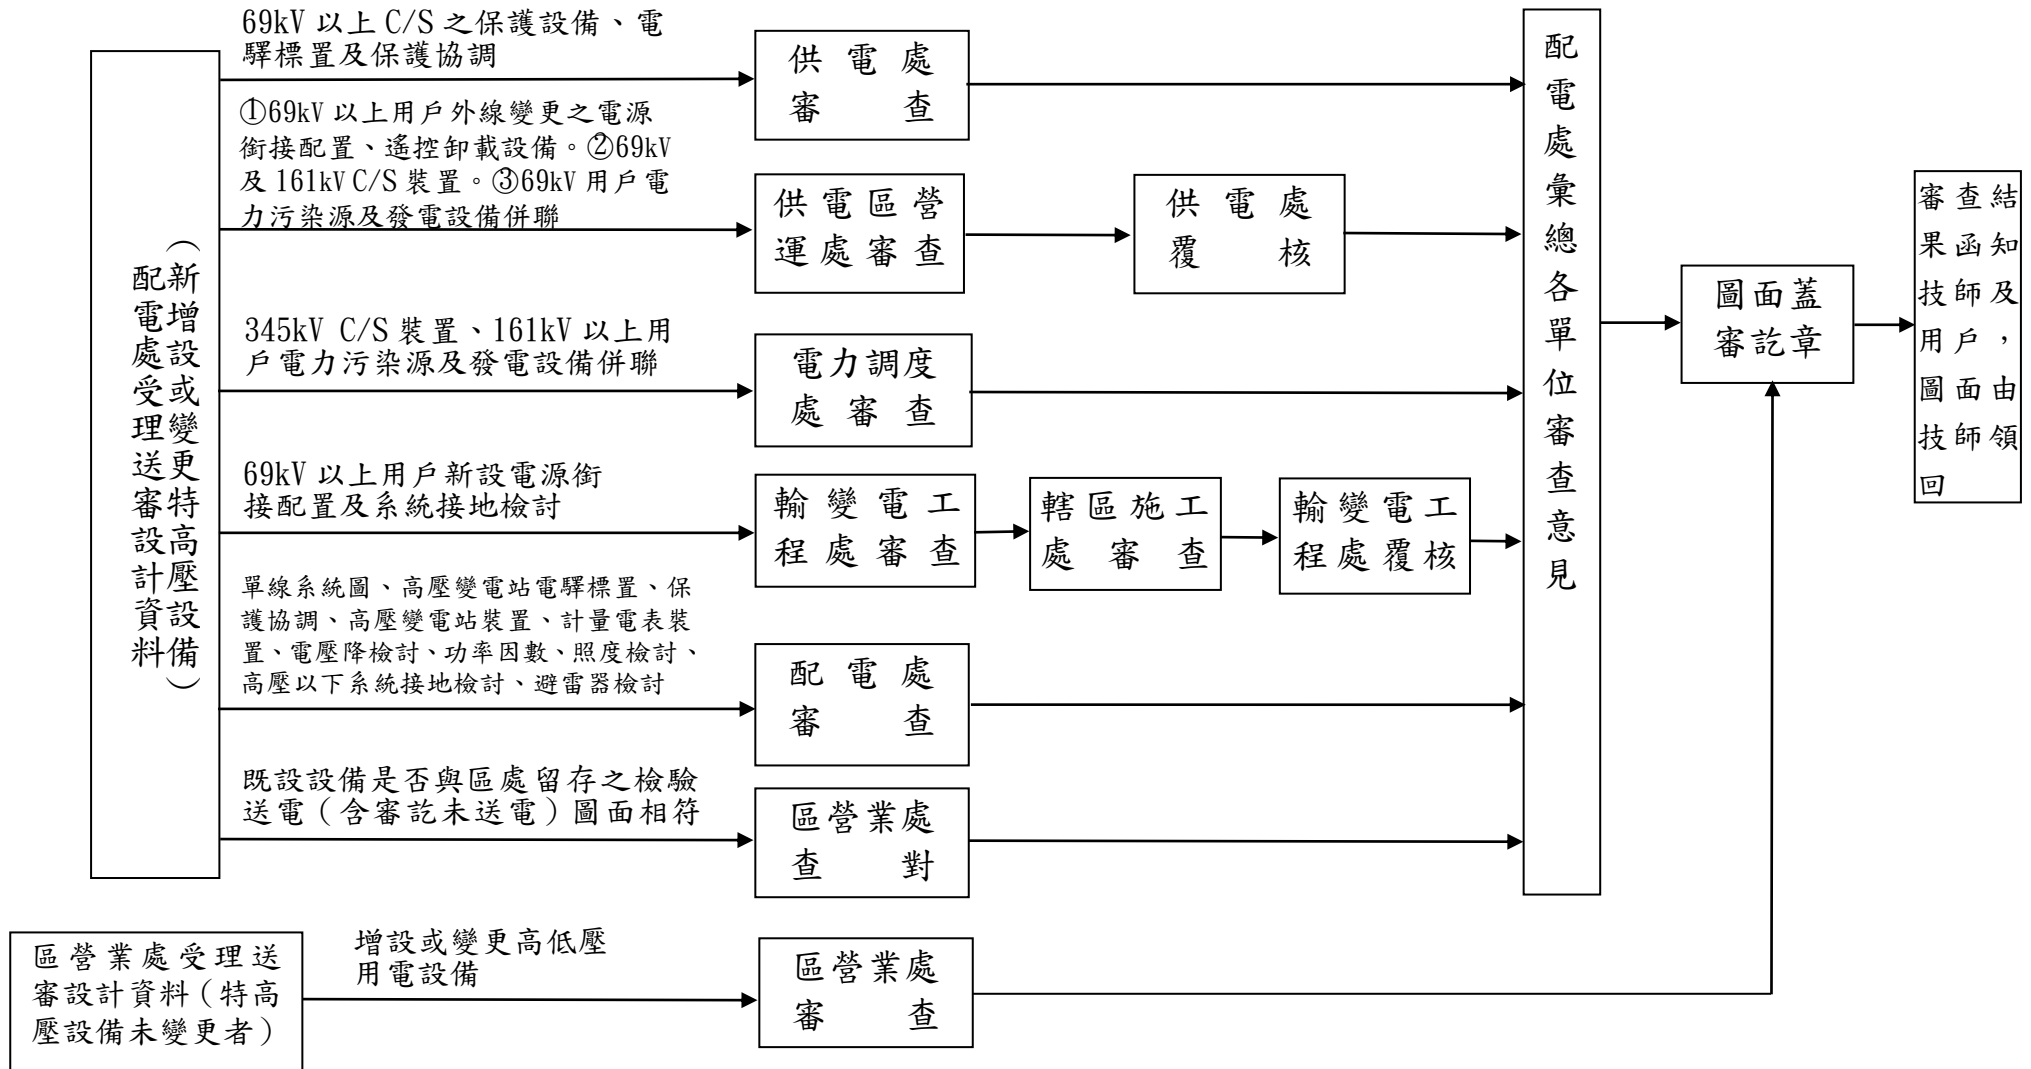 配電處受理送審設計資料
（新增設或變更特高壓設備）
69kV 以上 C/S 之保護設備、電
驛標置及保護協調
供電處
審查
①69kV 以上用戶外線變更之電源
銜接配置、遙控卸載設備。②69kV
及 161kV C/S 裝置。③69kV 用戶電
力污染源及發電設備併聯
供電區營
運處審查
供電處
覆核
345kV C/S 裝置、161kV 以上用
戶電力污染源及發電設備併聯
電力調度
處審查
69kV 以上用戶新設電源銜
接配置及系統接地檢討
輸變電工
程處審查
轄區施工
處審查
輸變電工
程處覆核
單線系統圖、高壓變電站電驛標置、保
護協調、高壓變電站裝置、計量電表裝
置、電壓降檢討、功率因數、照度檢討、
高壓以下系統接地檢討、避雷器檢討
配電處
審查
既設設備是否與區處留存之檢驗
送電（含審訖未送電）圖面相符
區營業處
查對
配電處彙總各單位審查意見
圖面蓋
審訖章
審查結
果函知
技師及
用戶，
圖面由
技師領
回
區營業處受理送
審設計資料（特高
壓設備未變更者）
增設或變更高低壓
用電設備
區營業處
審查